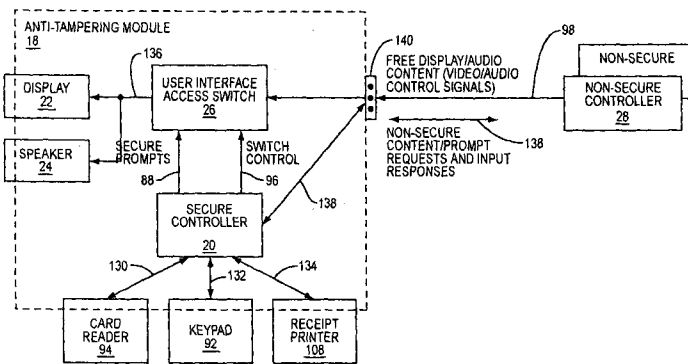 ANTI-TAMPERING MODULE
18
136
DISPLAY
22
USER INTERFACE
ACCESS SWITCH
26
140
FREE DISPLAY/AUDIO
CONTENT (VIDEO/AUDIO
CONTROL SIGNALS)
98
NON-SECURE
NON-SECURE
CONTROLLER
28
SPEAKER
24
SECURE
PROMPTS
88
SWITCH
CONTROL
96
138
NON-SECURE
CONTENT/PROMPT
REQUESTS AND INPUT
RESPONSES
138
SECURE
CONTROLLER
20
130
132
134
CARD
READER
94
KEYPAD
92
RECEIPT
PRINTER
108